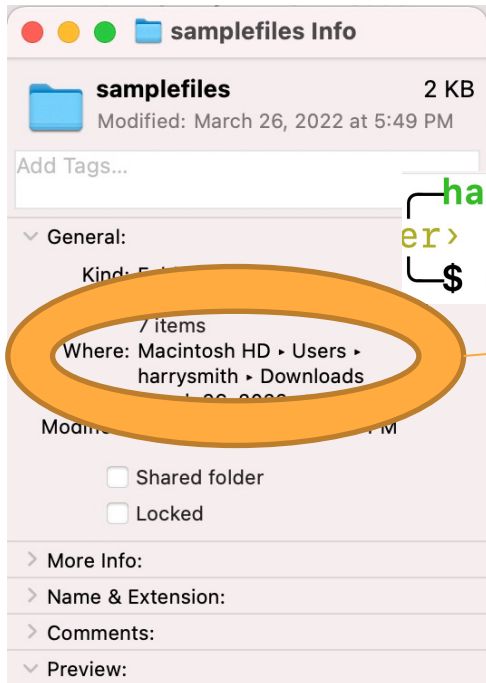 samplefiles Info
samplefiles 2 KB
Modified: March 26, 2022 at 5:49 PM
Add Tags...
ha
General:
er›
Kind:
$
7 items
Where: Macintosh HD ▸ Users ▸
harrysmith ▸ Downloads
Shared folder
Locked
More Info:
Name & Extension:
Comments:
Preview: